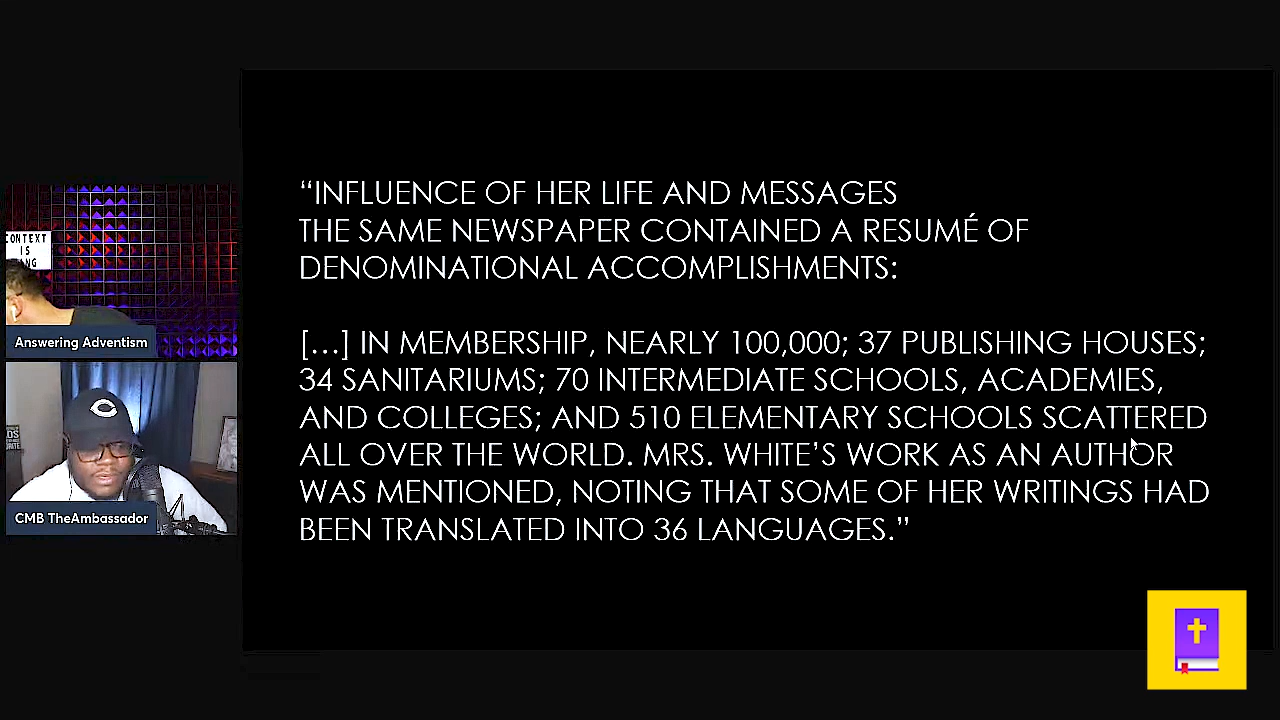 CONTEXT
IS
Answering Adventism
CMB TheAmbassador
“INFLUENCE OF HER LIFE AND MESSAGES
THE SAME NEWSPAPER CONTAINED A RESUMÉ OF
DENOMINATIONAL ACCOMPLISHMENTS:
[...] IN MEMBERSHIP, NEARLY 100,000; 37 PUBLISHING HOUSES;
34 SANITARIUMS; 70 INTERMEDIATE SCHOOLS, ACADEMIES,
AND COLLEGES; AND 510 ELEMENTARY SCHOOLS SCATTERED
ALL OVER THE WORLD. MRS. WHITE’S WORK AS AN AUTHOR
WAS MENTIONED, NOTING THAT SOME OF HER WRITINGS HAD
BEEN TRANSLATED INTO 36 LANGUAGES.”